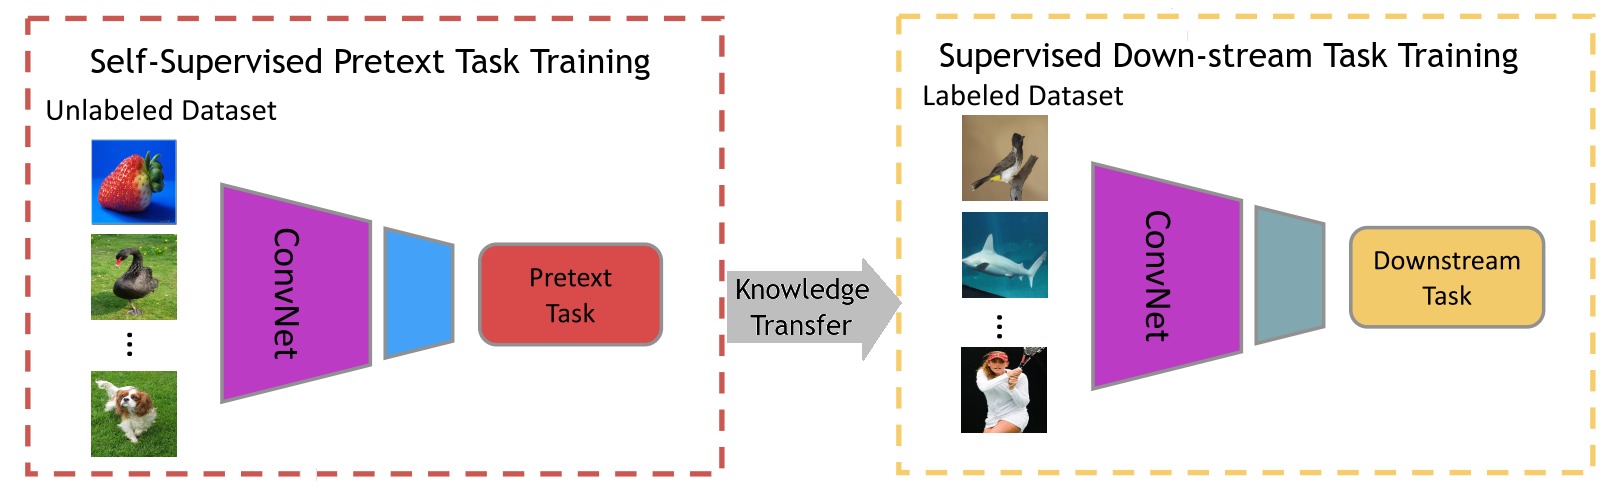 Self-Supervised Pretext Task Training
Unlabeled Dataset
ConvNet
Pretext
Task
Knowledge
Transfer
Supervised Down-stream Task Training
Labeled Dataset
ConvNet
Downstream
Task